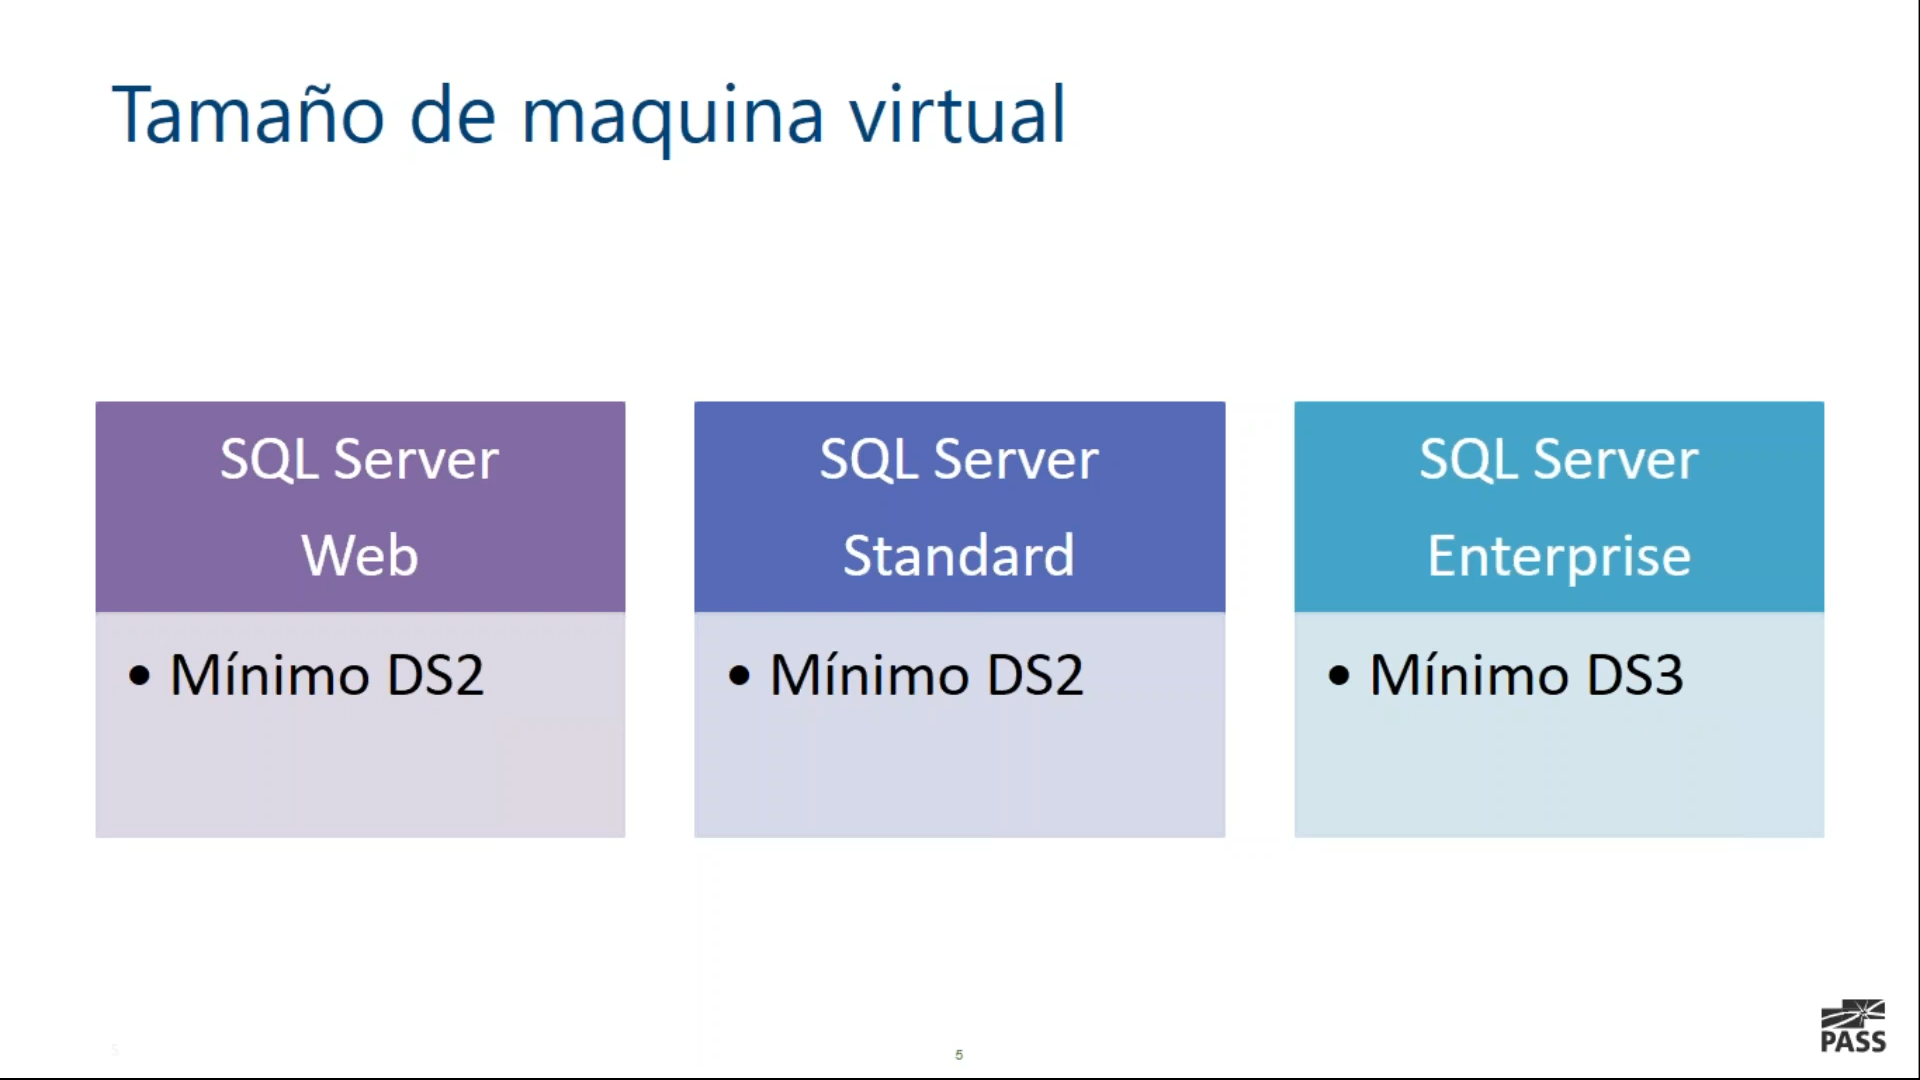 Tamaño de maquina virtual
SQL Server
Web
• Mínimo DS2
SQL Server
Standard
• Mínimo DS2
SQL Server
Enterprise
• Mínimo DS3
5
5
PASS